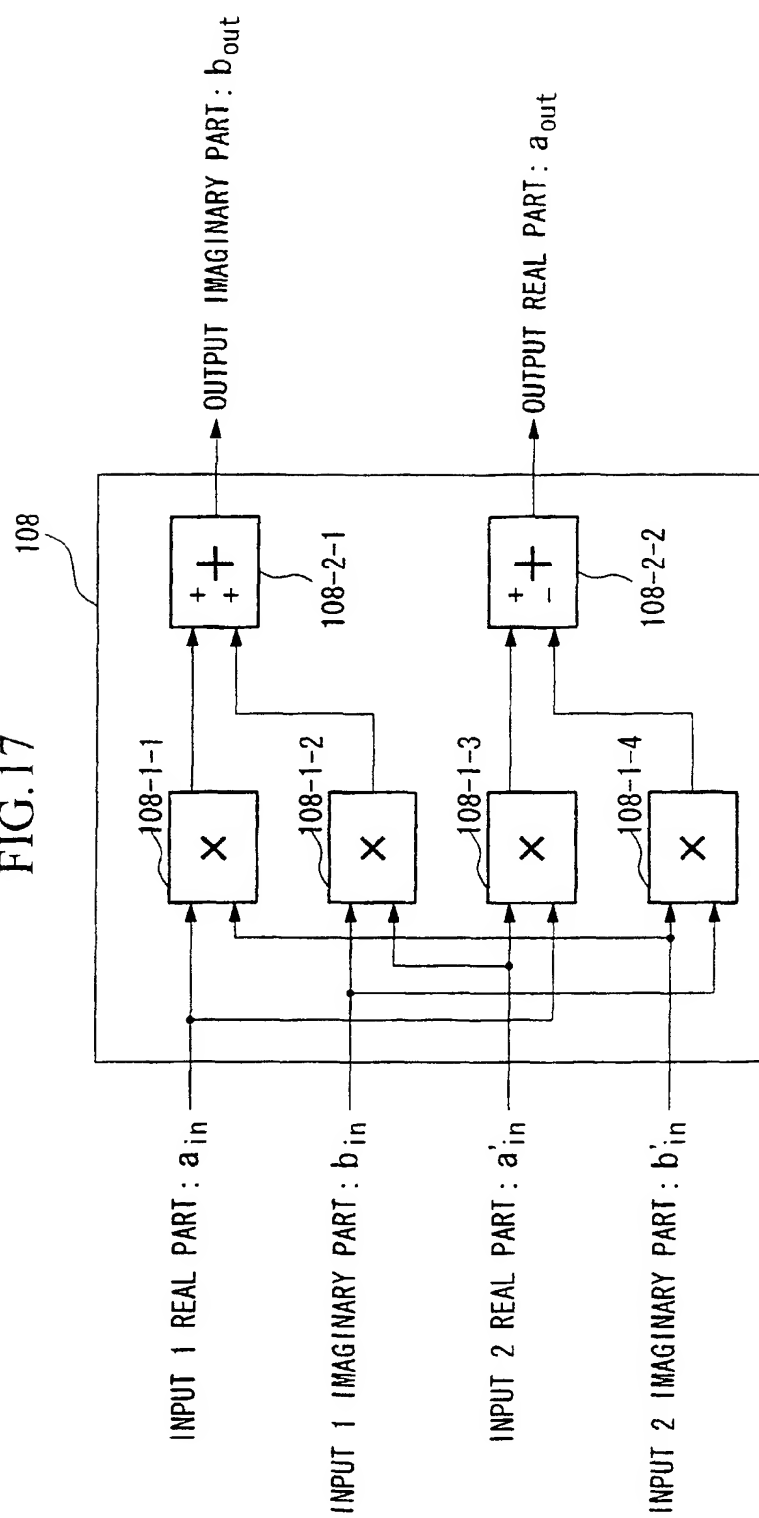 FIG.17
108
INPUT 1 REAL PART: a_in
INPUT 1 IMAGINARY PART: b_in
INPUT 2 REAL PART: a'_in
INPUT 2 IMAGINARY PART: b'_in
108-1-1
×
108-1-2
×
108-1-3
×
108-1-4
×
+
+ +
108-2-1
+
+ −
108-2-2
OUTPUT IMAGINARY PART: b_out
OUTPUT REAL PART: a_out